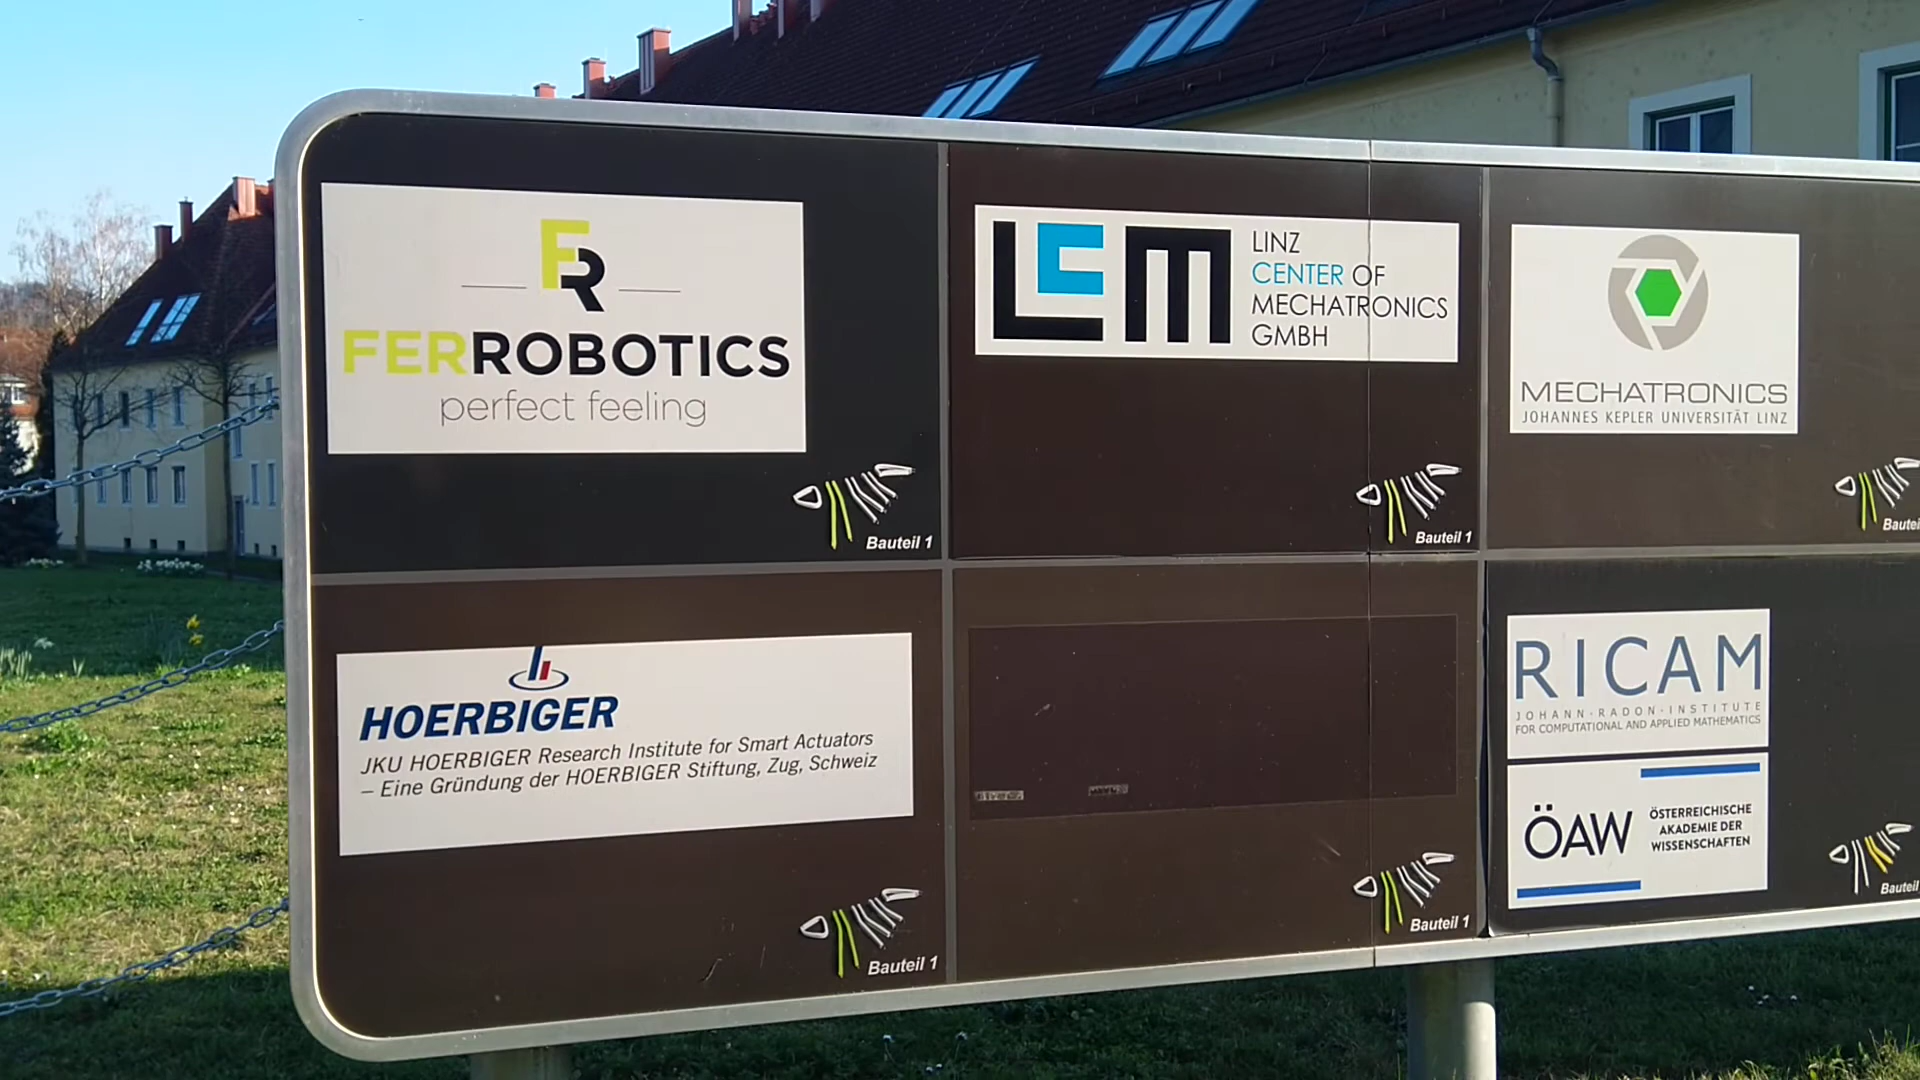 FR
FERROBOTICS
perfect feeling
Bauteil 1
LCM
LINZ
CENTER OF
MECHATRONICS
GMBH
Bauteil 1
MECHATRONICS
JOHANNES KEPLER UNIVERSITÄT LINZ
Bauteil
HOERBIGER
JKU HOERBIGER Research Institute for Smart Actuators
– Eine Gründung der HOERBIGER Stiftung, Zug, Schweiz
Bauteil 1
Bauteil 1
RICAM
JOHANN·RADON·INSTITUTE
FOR COMPUTATIONAL AND APPLIED MATHEMATICS
ÖAW
ÖSTERREICHISCHE
AKADEMIE DER
WISSENSCHAFTEN
Bauteil